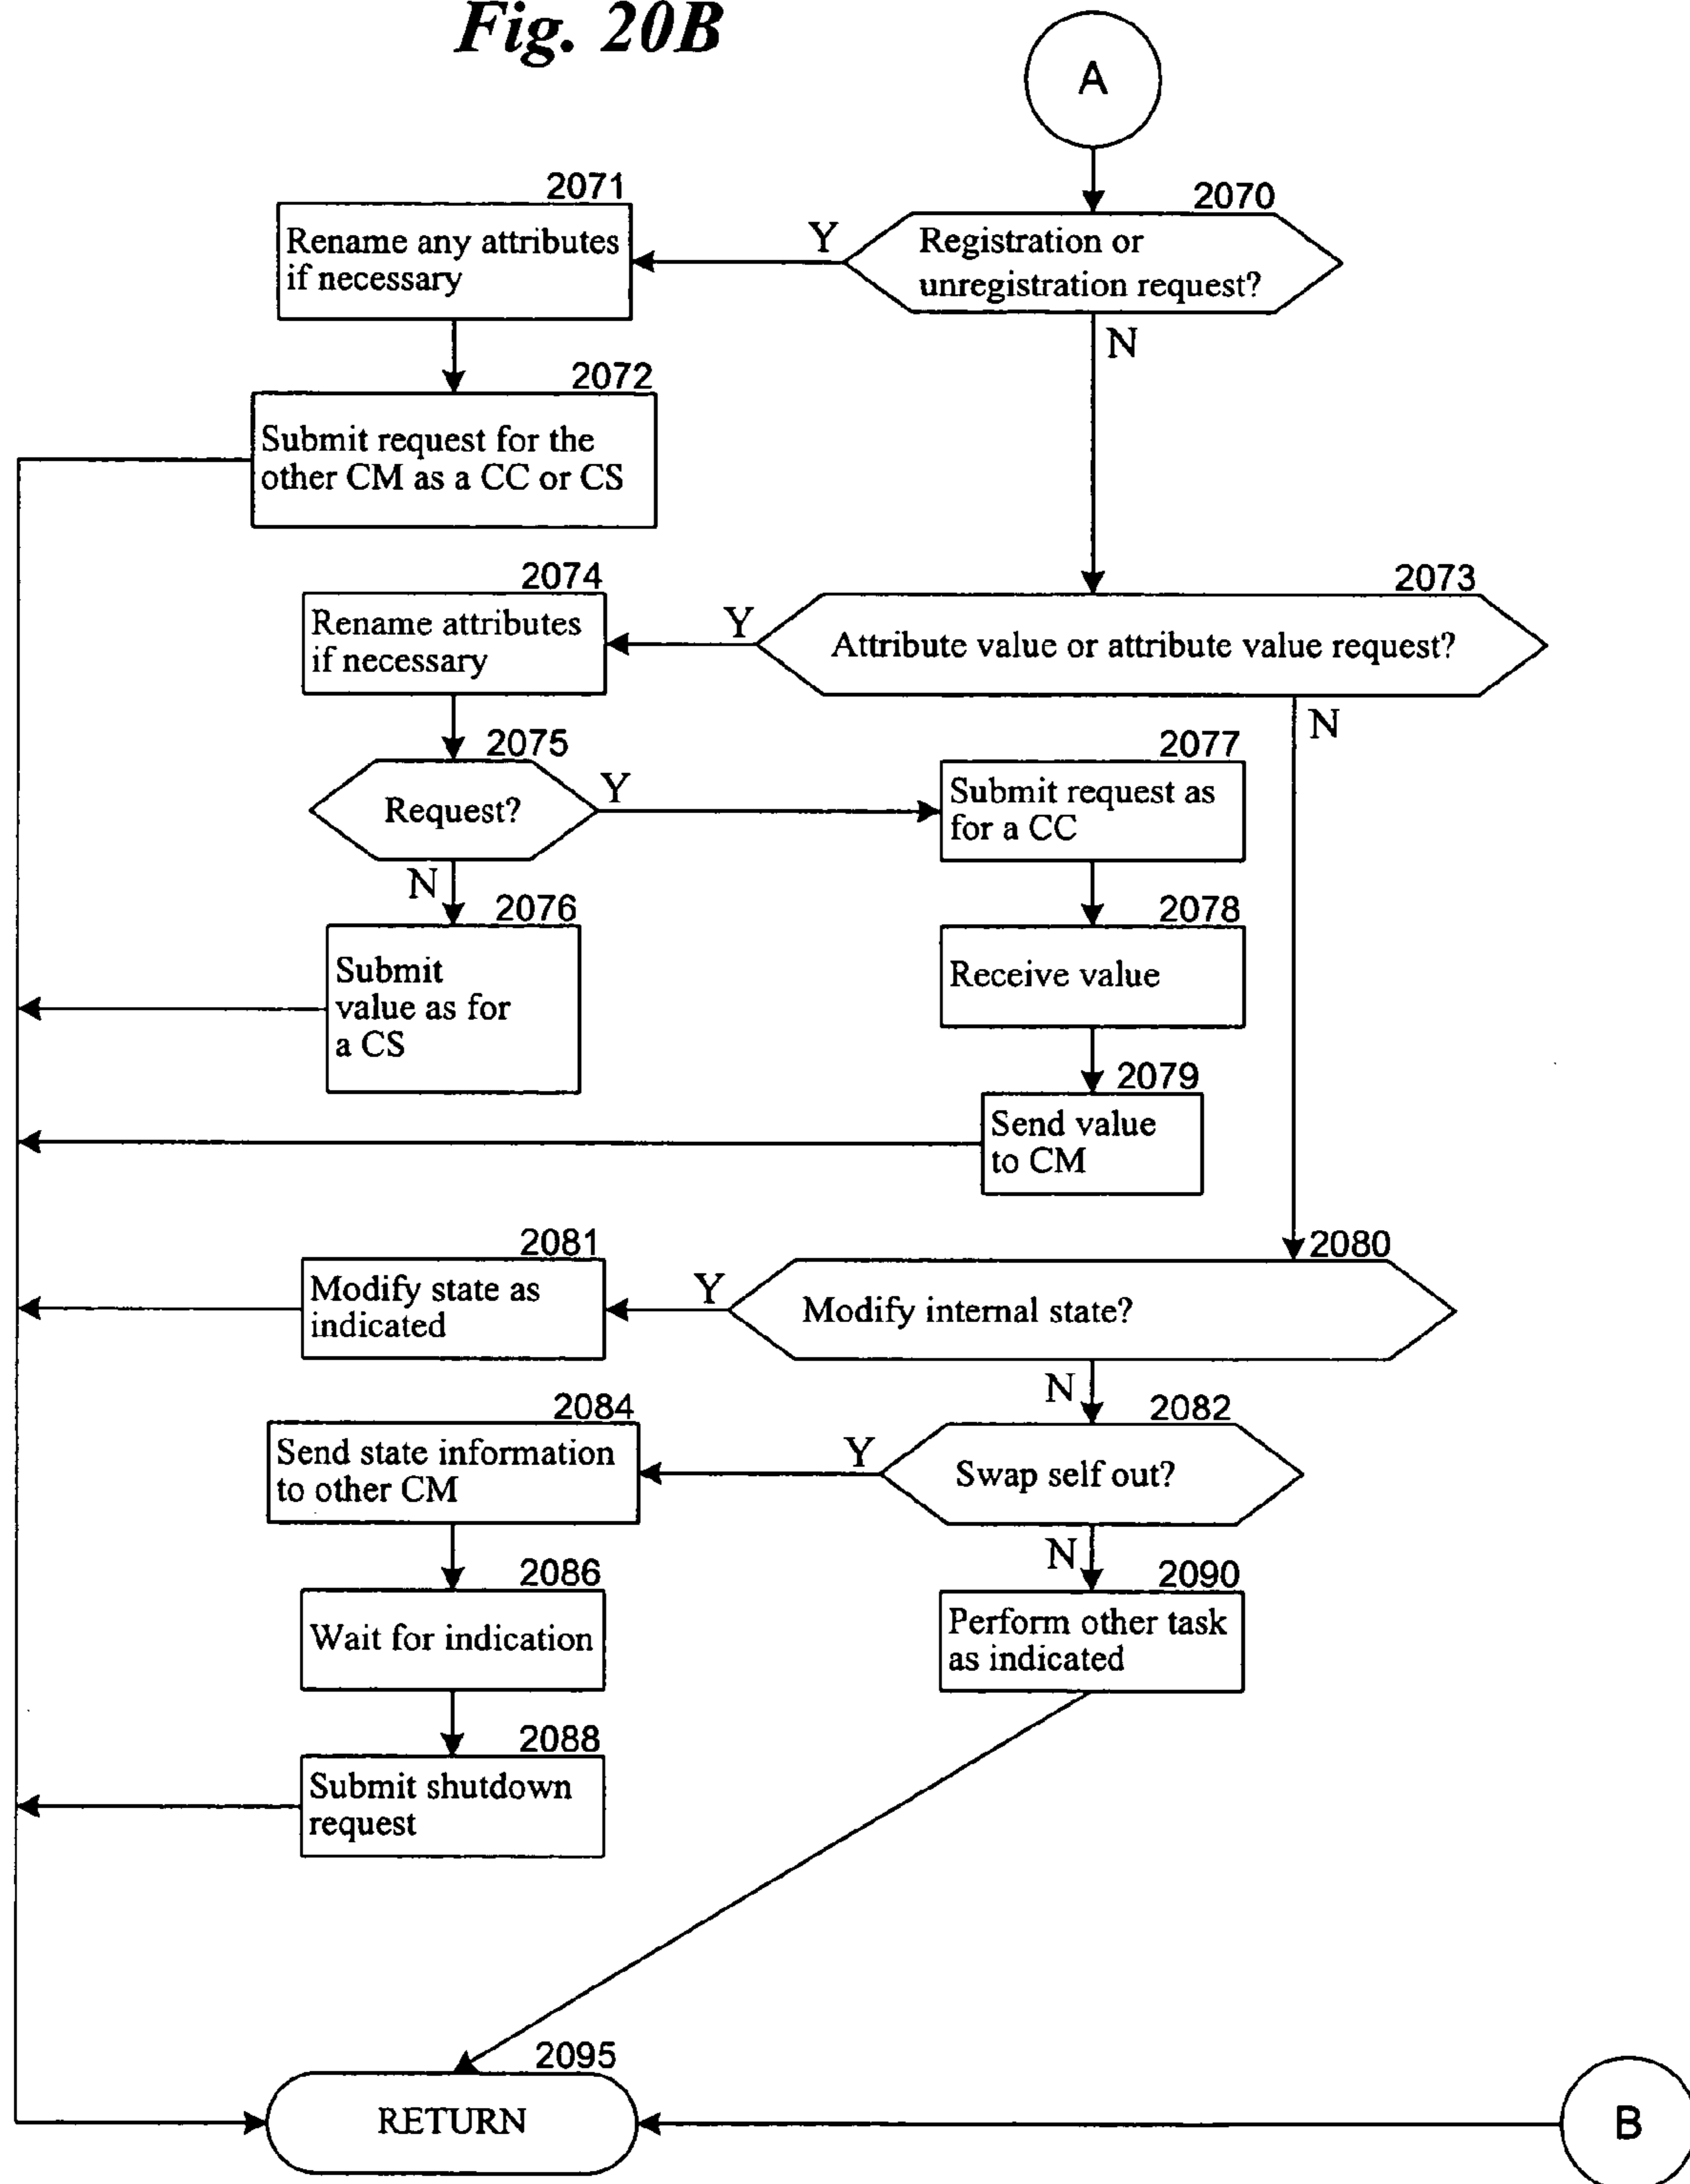 Fig. 20B
A
2070
Registration or
unregistration request?
Y
N
2071
Rename any attributes
if necessary
2072
Submit request for the
other CM as a CC or CS
2073
Attribute value or attribute value request?
Y
N
2074
Rename attributes
if necessary
2075
Request?
Y
N
2076
Submit
value as for
a CS
2077
Submit request as
for a CC
2078
Receive value
2079
Send value
to CM
2080
Modify internal state?
Y
N
2081
Modify state as
indicated
2082
Swap self out?
Y
N
2084
Send state information
to other CM
2086
Wait for indication
2088
Submit shutdown
request
2090
Perform other task
as indicated
2095
RETURN
B